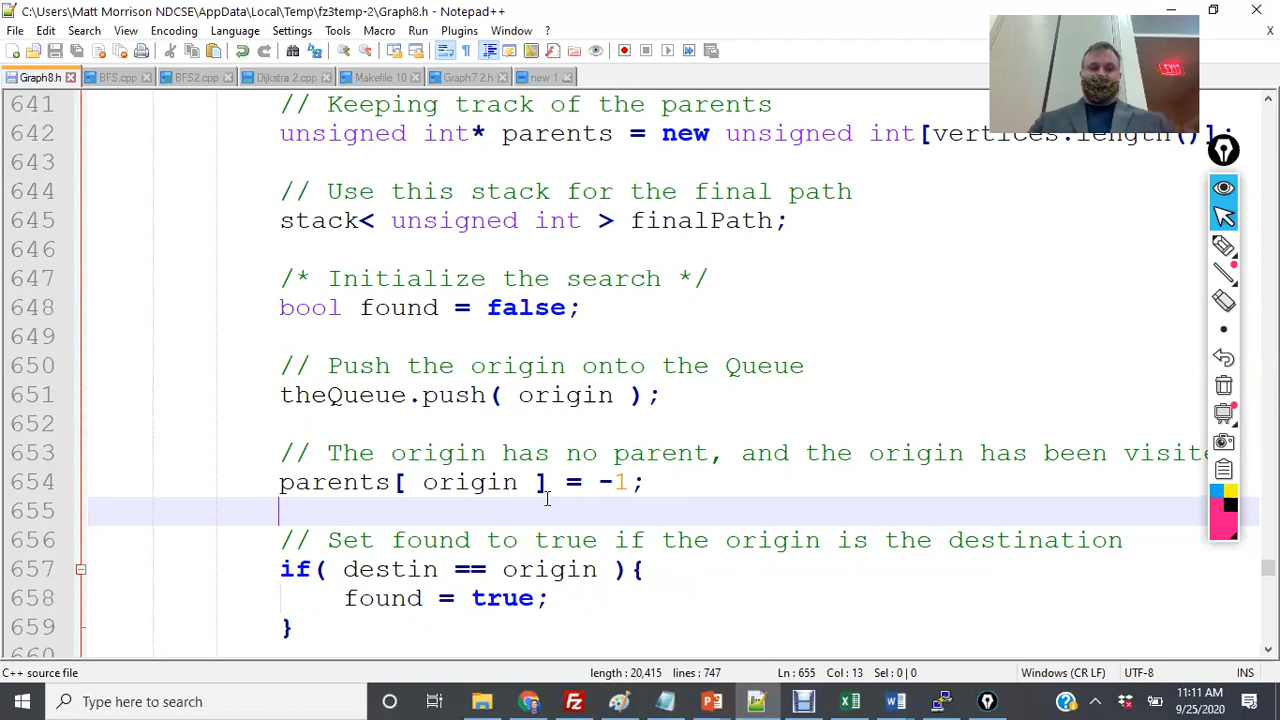 C:\Users\Matt Morrison NDCSE\AppData\Local\Temp\fz3temp-2\Graph8.h - Notepad++
File Edit Search View Encoding Language Settings Tools Macro Run Plugins Window ?
X
Graph8.h BFS.cpp BFS2.cpp Dijkstra 2.cpp Makefile 10 Graph7 2.h new 1
EXIT
641 // Keeping track of the parents
642 unsigned int* parents = new unsigned int[vertices.length()];
643
644 // Use this stack for the final path
645 stack< unsigned int > finalPath;
646
647 /* Initialize the search */
648 bool found = false;
649
650 // Push the origin onto the Queue
651 theQueue.push( origin );
652
653 // The origin has no parent, and the origin has been visite
654 parents[ origin ] = -1;
655
656 // Set found to true if the origin is the destination
657 if( destin == origin ){
658 found = true;
659 }
660
C++ source file length : 20,415 lines : 747 Ln : 655 Col : 13 Sel : 0 | 0 Windows (CR LF) UTF-8 INS
Type here to search
11:11 AM
9/25/2020